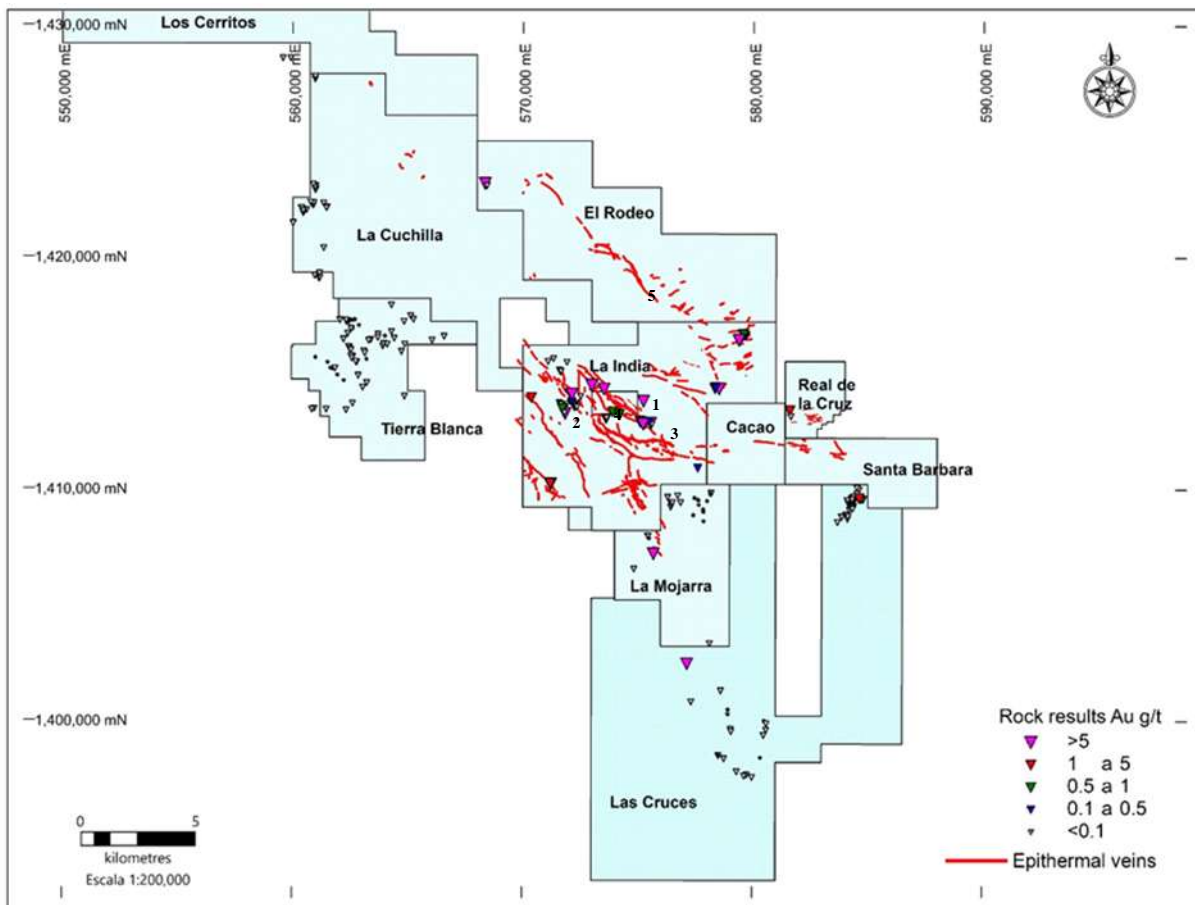 1,430,000 mN
Los Cerritos
550,000 mE
560,000 mE
570,000 mE
580,000 mE
590,000 mE
El Rodeo
La Cuchilla
1,420,000 mN
5
La India
Real de
la Cruz
1
2
4
3
Cacao
Tierra Blanca
Santa Barbara
1,410,000 mN
La Mojarra
1,400,000 mN
Rock results Au g/t
>5
1 a 5
0.5 a 1
0.1 a 0.5
<0.1
Epithermal veins
Las Cruces
0 5
kilometres
Escala 1:200,000